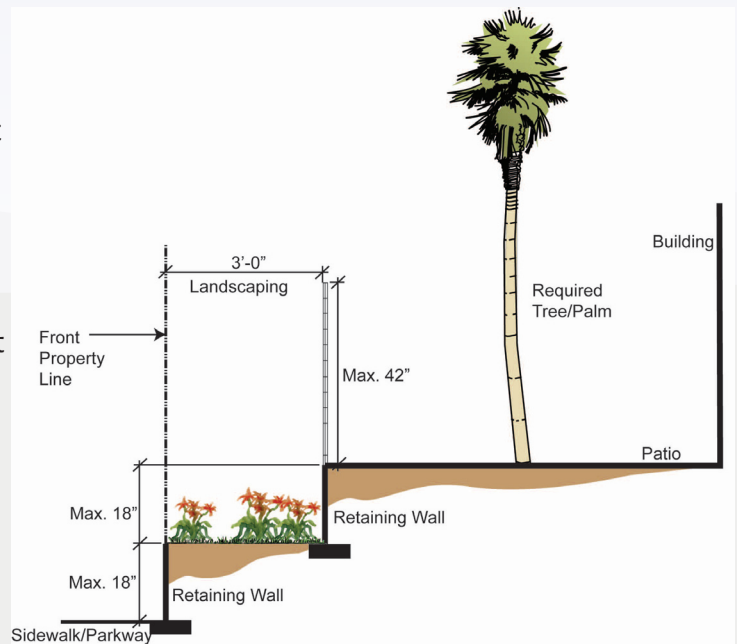 Building
3'-0"
Landscaping
Required
Tree/Palm
Front
Property
Line
Max. 42"
Patio
Max. 18"
Retaining Wall
Max. 18"
Retaining Wall
Sidewalk/Parkway